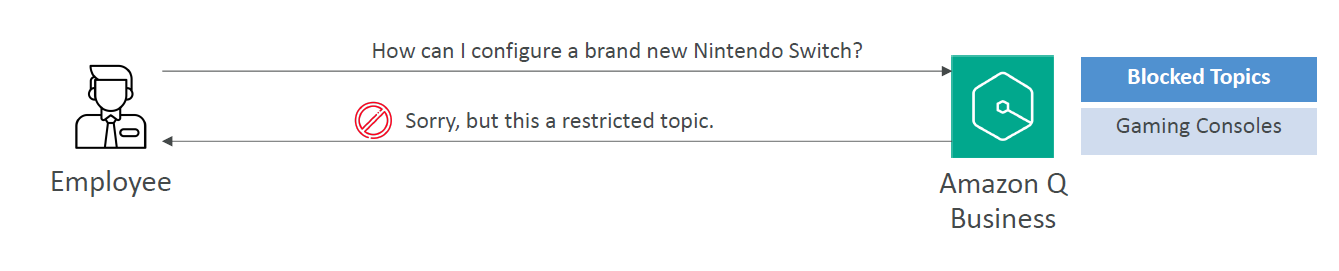 How can I configure a brand new Nintendo Switch?
Blocked Topics
Sorry, but this a restricted topic.
Gaming Consoles
Employee
Amazon Q
Business